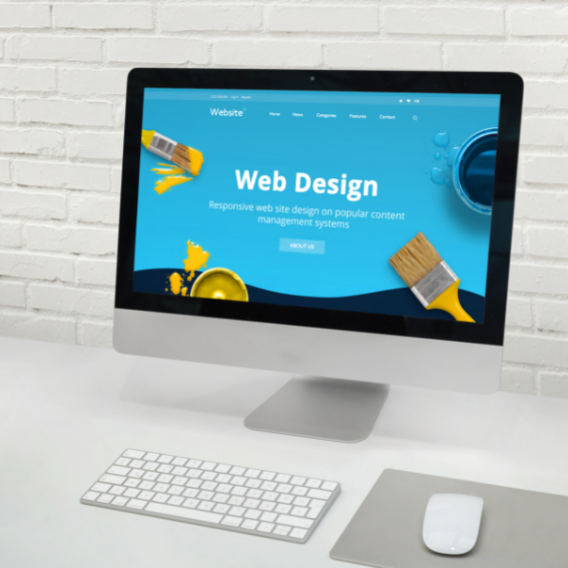 Website
Home News Categories Features Contact
Web Design
Responsive web site design on popular content
management systems
ABOUT US